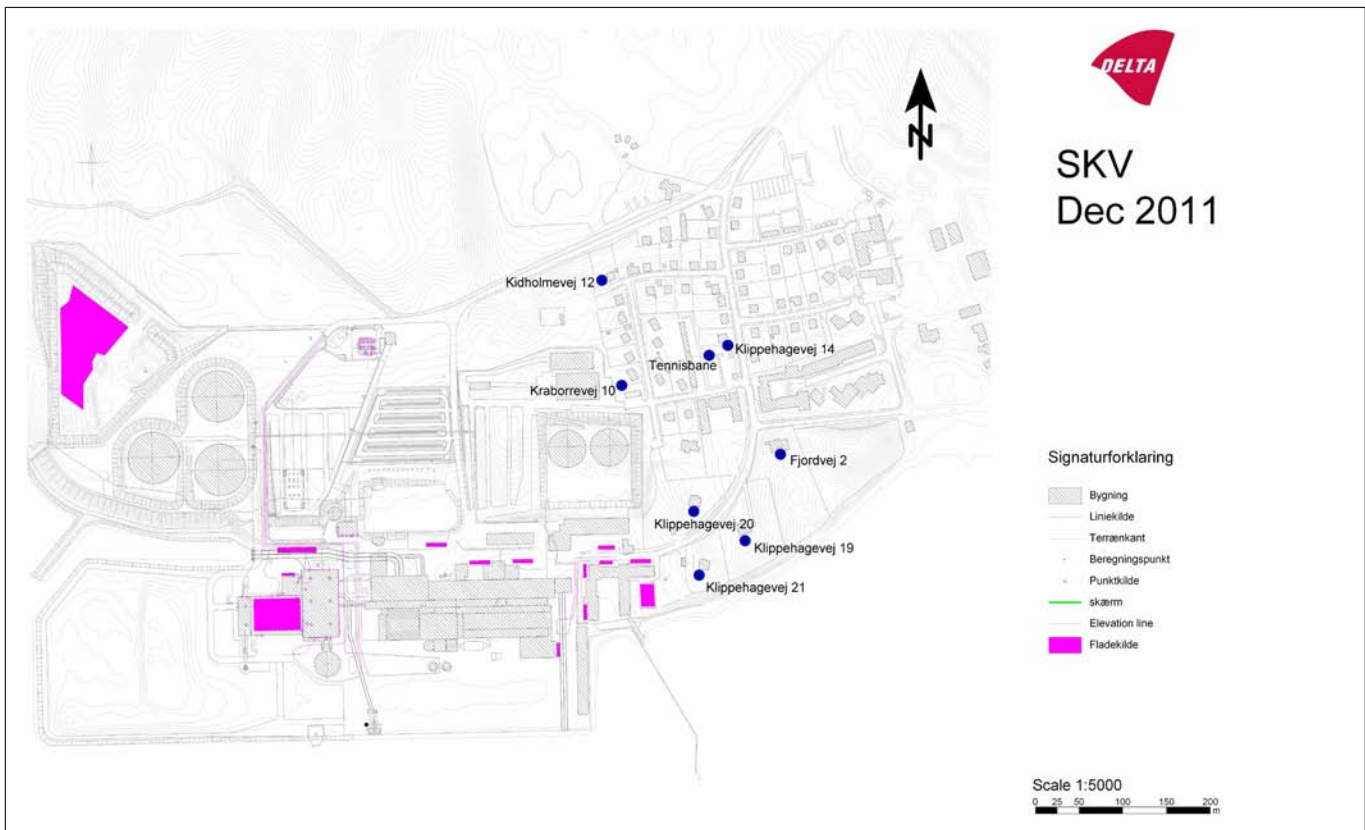 DELTA
N
SKV
Dec 2011
Kidholmevej 12
Klippehagevej 14
Tennisbane
Kraborrevej 10
Fjordvej 2
Klippehagevej 20
Klippehagevej 19
Klippehagevej 21
Signaturforklaring
Bygning
Liniekilde
Terrænkant
Beregningspunkt
Punktkilde
skærm
Elevation line
Fladekilde
Scale 1:5000
0 25 50 100 150 200
m